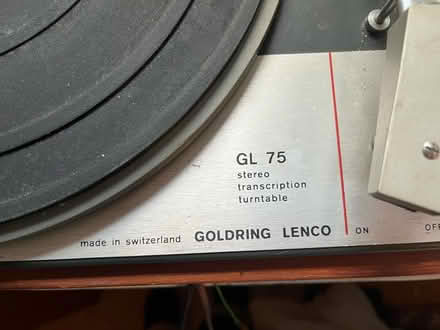 GL 75
stereo
transcription
turntable
made in switzerland GOLDRING LENCO ON